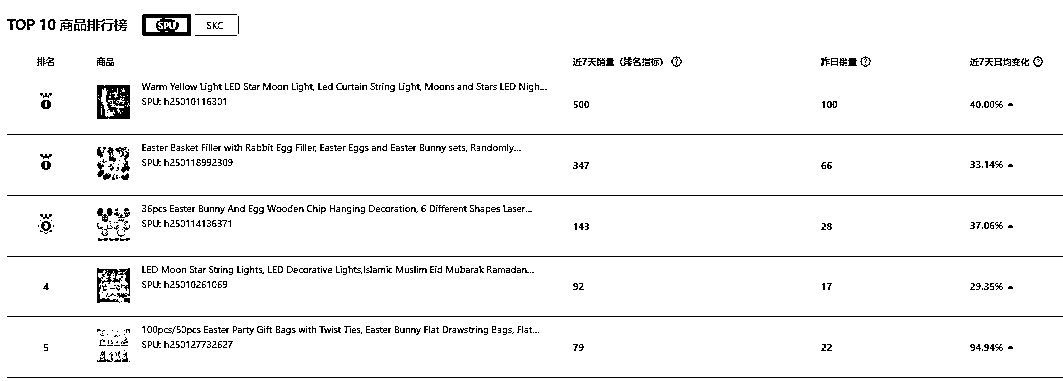 TOP 10 商品排行榜 SPU SKC
排名 商品 近7天销量（排名指标） 昨日销量 近7天日均变化
1 Warm Yellow Light LED Star Moon Light, Led Curtain String Light, Moons and Stars LED Nigh...
SPU: h25010116301 500 100 40.00%
Easter Basket Filler with Rabbit Egg Filler, Easter Eggs and Easter Bunny sets, Randomly...
SPU: h250118992309 347 66 33.14%
36pcs Easter Bunny And Egg Wooden Chip Hanging Decoration, 6 Different Shapes Laser...
SPU: h250114136371 143 28 37.06%
LED Moon Star String Lights, LED Decorative Lights,Islamic Muslim Eid Mubarak Ramadan...
4 SPU: h25010261069 92 17 29.35%
100pcs/50pcs Easter Party Gift Bags with Twist Ties, Easter Bunny Flat Drawstring Bags, Flat...
5 SPU: h250127732627 79 22 94.94%